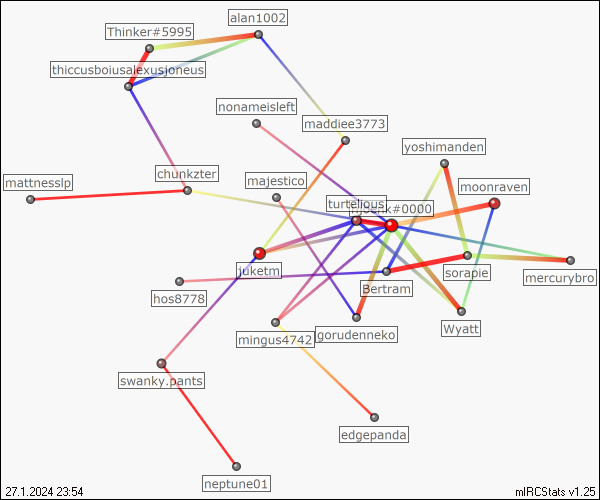 alan1002
Thinker#5995
thiccusboiusalexusjoneus
nonameisleft
maddiee3773
yoshimanden
chunkzter
majestico
mattnesslp
moonraven
turtelious
#0000
juketm
sorapie
mercurybro
Bertram
hos8778
gorudenneko
Wyatt
mingus4742
swanky.pants
edgepanda
neptune01
27.1.2024 23:54
mIRCStats v1.25